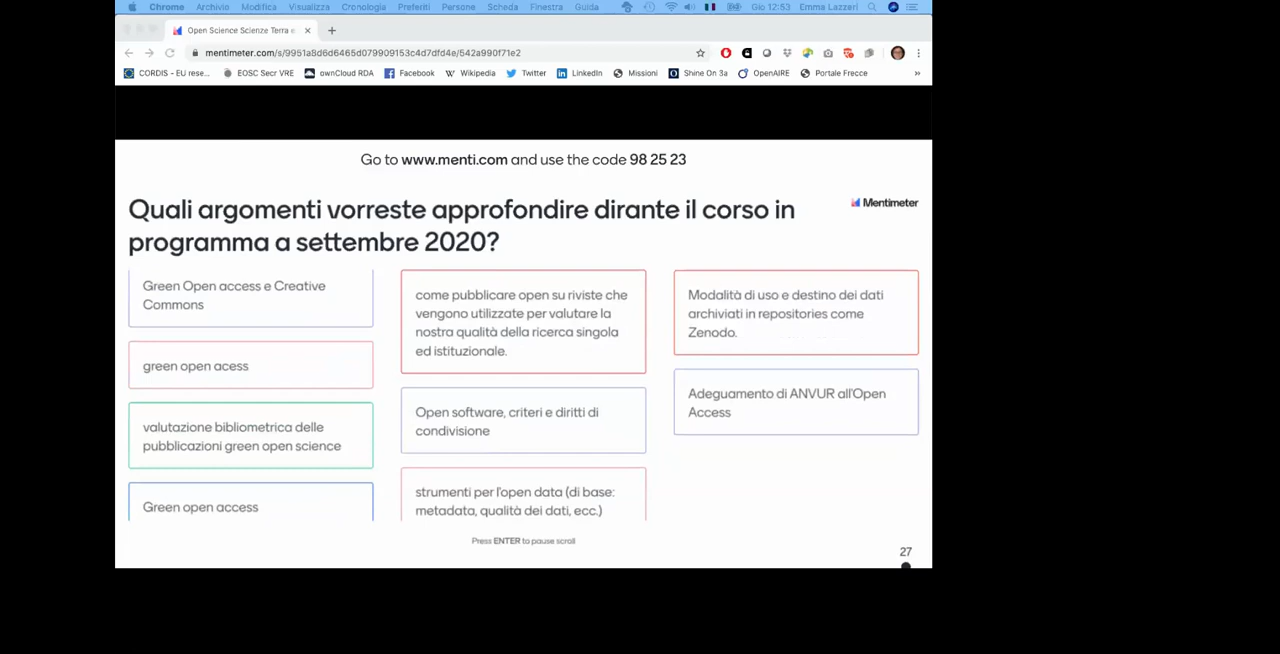 Chrome Archivio Modifica Visualizza Cronologia Preferiti Persone Scheda Finestra Guida Gio 12:53 Emma Lazzeri
Open Science Scienze Terra e
mentimeter.com/s/9951a8d6d6465d079909153c4d7dfd4e/542a990f71e2
CORDIS - EU rese... EOSC Secr VRE ownCloud RDA Facebook Wikipedia Twitter LinkedIn Missioni Shine On 3a OpenAIRE Portale Frecce
Go to www.menti.com and use the code 98 25 23
Quali argomenti vorreste approfondire dirante il corso in
programma a settembre 2020?
Mentimeter
Green Open access e Creative
Commons
green open acess
valutazione bibliometrica delle
pubblicazioni green open science
Green open access
come pubblicare open su riviste che
vengono utilizzate per valutare la
nostra qualità della ricerca singola
ed istituzionale.
Open software, criteri e diritti di
condivisione
strumenti per l'open data (di base:
metadata, qualità dei dati, ecc.)
Modalità di uso e destino dei dati
archiviati in repositories come
Zenodo.
Adeguamento di ANVUR all'Open
Access
Press ENTER to pause scroll
27